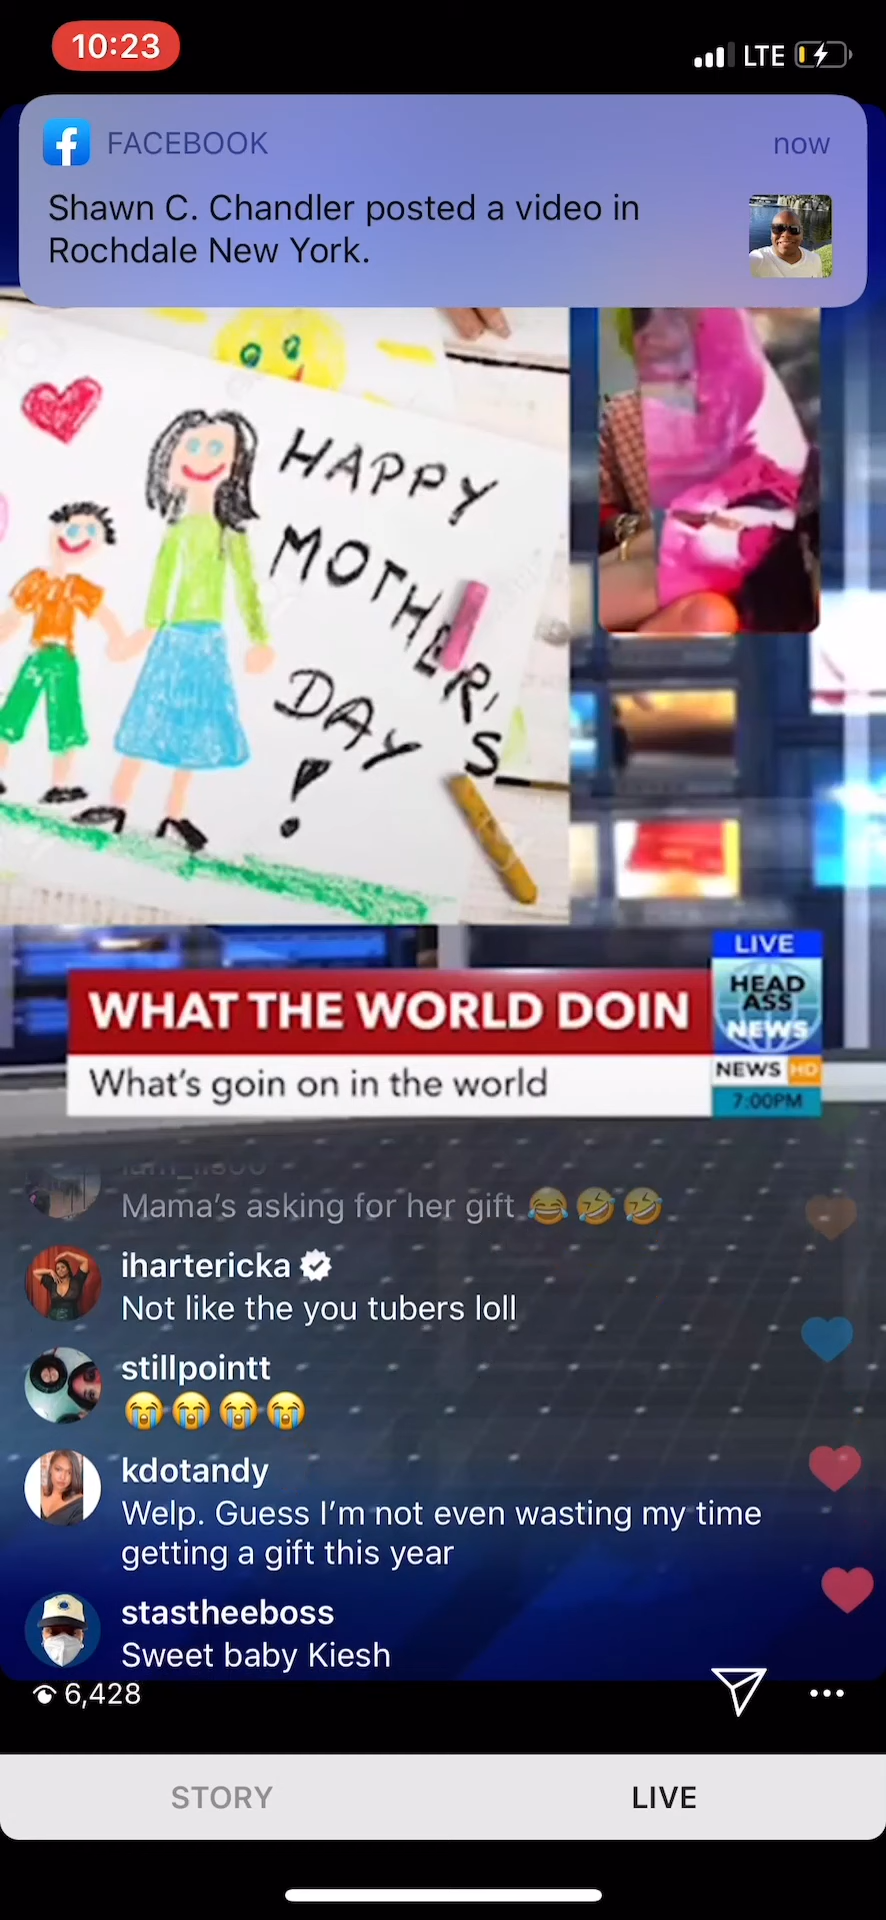 10:23
LTE
FACEBOOK
now
Shawn C. Chandler posted a video in
Rochdale New York.
HAPPY
MOTHER'S
DAY
!
LIVE
HEAD
ASS
NEWS
WHAT THE WORLD DOIN
What's goin on in the world
NEWS HD
7:00PM
Mama's asking for her gift 😂🤣🤣
ihartericka
Not like the you tubers loll
stillpointt
😭😭😭😭
kdotandy
Welp. Guess I'm not even wasting my time
getting a gift this year
stastheeboss
Sweet baby Kiesh
6,428
STORY
LIVE